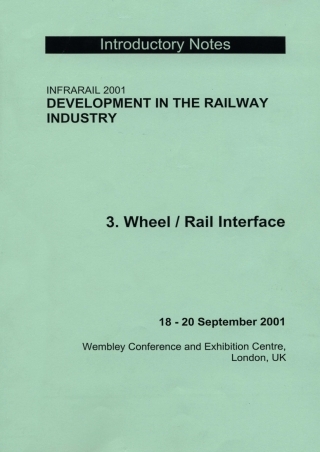 Introductory Notes
INFRARAIL 2001
DEVELOPMENT IN THE RAILWAY
INDUSTRY
3. Wheel / Rail Interface
18 - 20 September 2001
Wembley Conference and Exhibition Centre,
London, UK